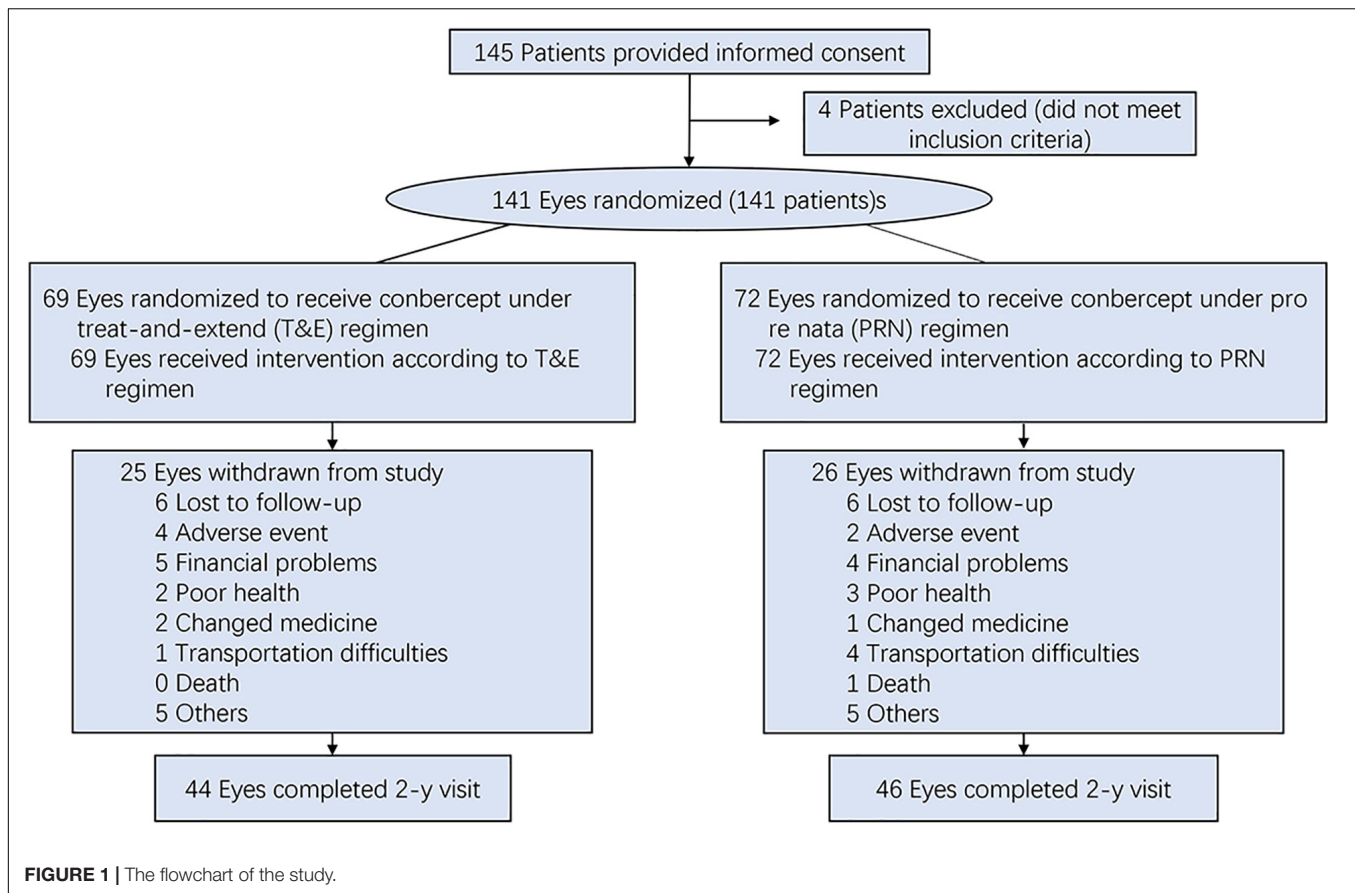 145 Patients provided informed consent
4 Patients excluded (did not meet
inclusion criteria)
141 Eyes randomized (141 patients)s
69 Eyes randomized to receive conbercept under
treat-and-extend (T&E) regimen
69 Eyes received intervention according to T&E
regimen
72 Eyes randomized to receive conbercept under pro
re nata (PRN) regimen
72 Eyes received intervention according to PRN
regimen
25 Eyes withdrawn from study
6 Lost to follow-up
4 Adverse event
5 Financial problems
2 Poor health
2 Changed medicine
1 Transportation difficulties
0 Death
5 Others
26 Eyes withdrawn from study
6 Lost to follow-up
2 Adverse event
4 Financial problems
3 Poor health
1 Changed medicine
4 Transportation difficulties
1 Death
5 Others
44 Eyes completed 2-y visit
46 Eyes completed 2-y visit
FIGURE 1 | The flowchart of the study.